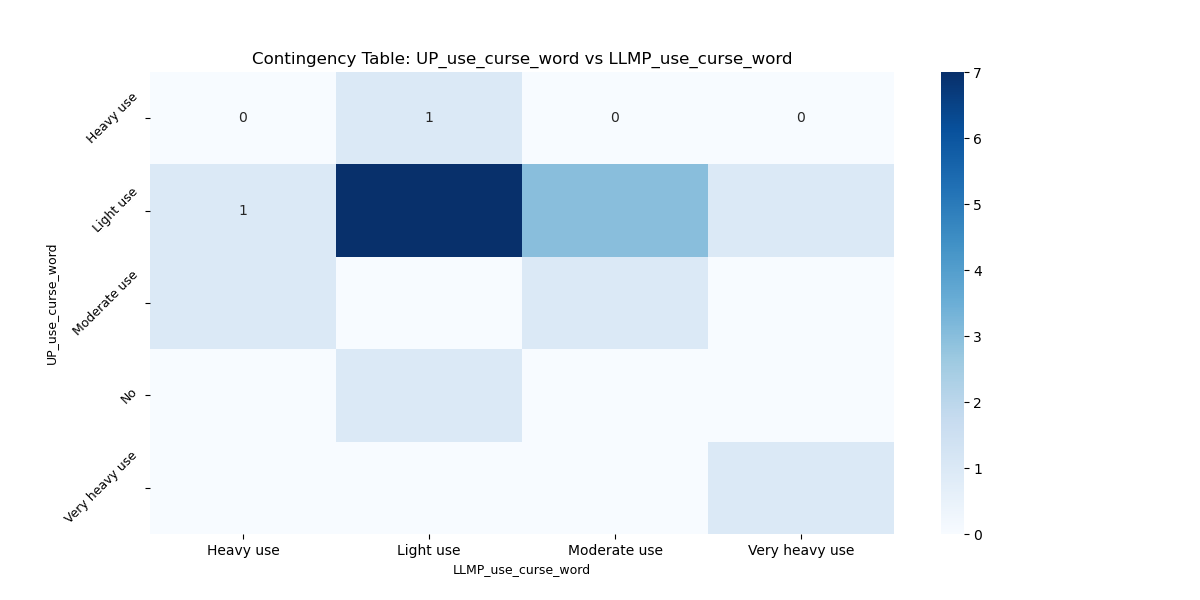 Contingency Table: UP_use_curse_word vs LLMP_use_curse_word
Heavy use
0 1 0 0
Light use
1
Moderate use
No
Very heavy use
UP_use_curse_word
Heavy use Light use Moderate use Very heavy use
LLMP_use_curse_word
7
6
5
4
3
2
1
0